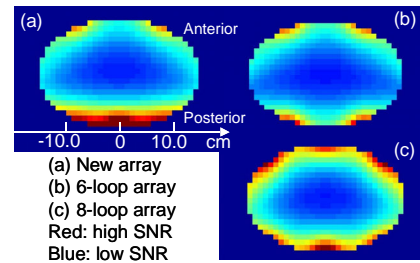 (a)
Anterior
(b)
Posterior
-10.0 0 10.0 cm
(c)
(a) New array
(b) 6-loop array
(c) 8-loop array
Red: high SNR
Blue: low SNR